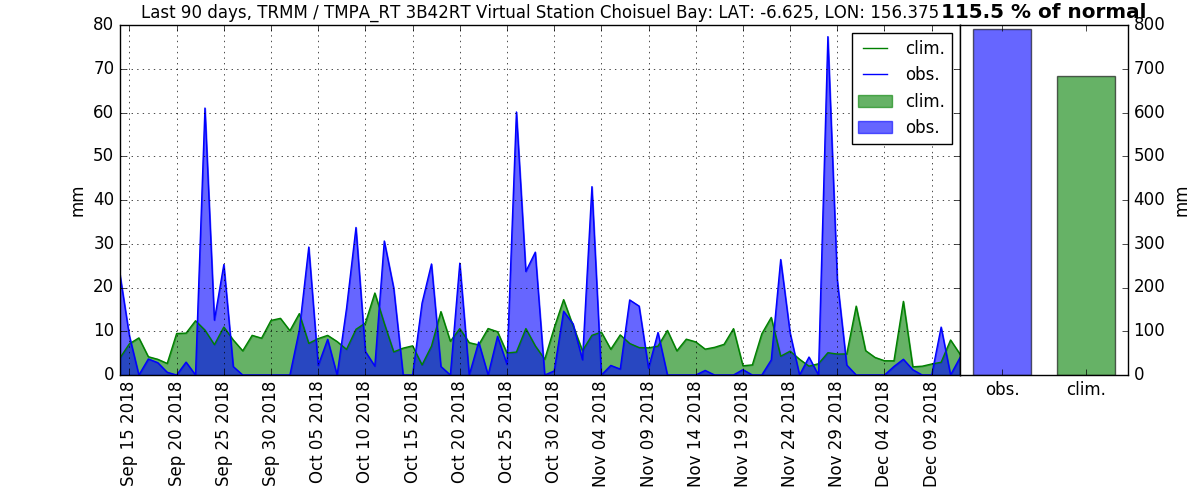 Last 90 days, TRMM / TMPA_RT 3B42RT Virtual Station Choisuel Bay: LAT: -6.625, LON: 156.375
115.5 % of normal
80
70
60
50
40
30
20
10
0
mm
clim.
obs.
clim.
obs.
Sep 15 2018
Sep 20 2018
Sep 25 2018
Sep 30 2018
Oct 05 2018
Oct 10 2018
Oct 15 2018
Oct 20 2018
Oct 25 2018
Oct 30 2018
Nov 04 2018
Nov 09 2018
Nov 14 2018
Nov 19 2018
Nov 24 2018
Nov 29 2018
Dec 04 2018
Dec 09 2018
800
700
600
500
400
300
200
100
0
mm
obs.
clim.